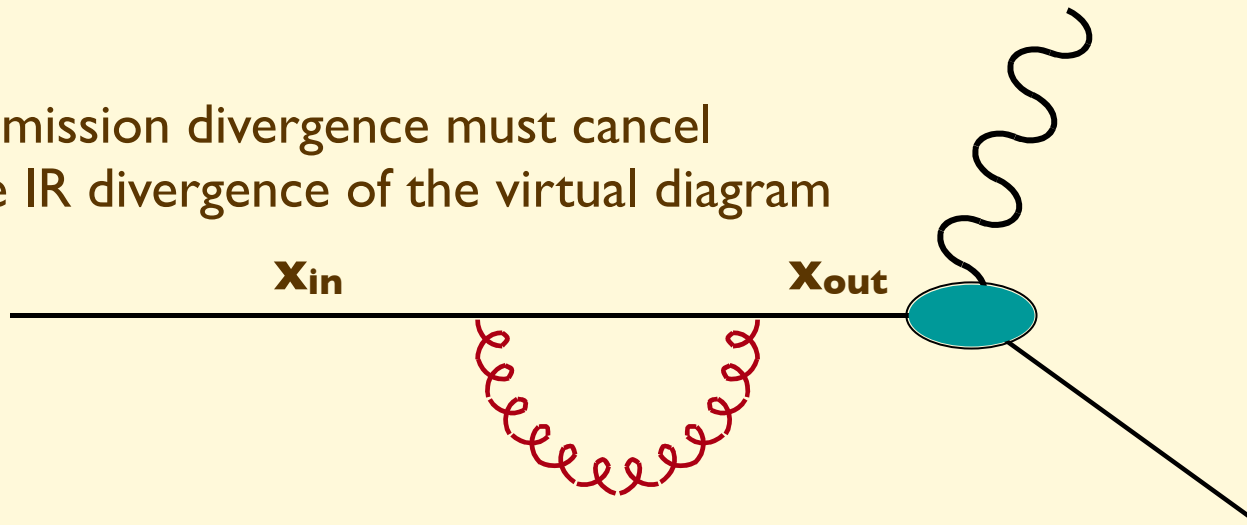 mission divergence must cancel
e IR divergence of the virtual diagram
xin xout